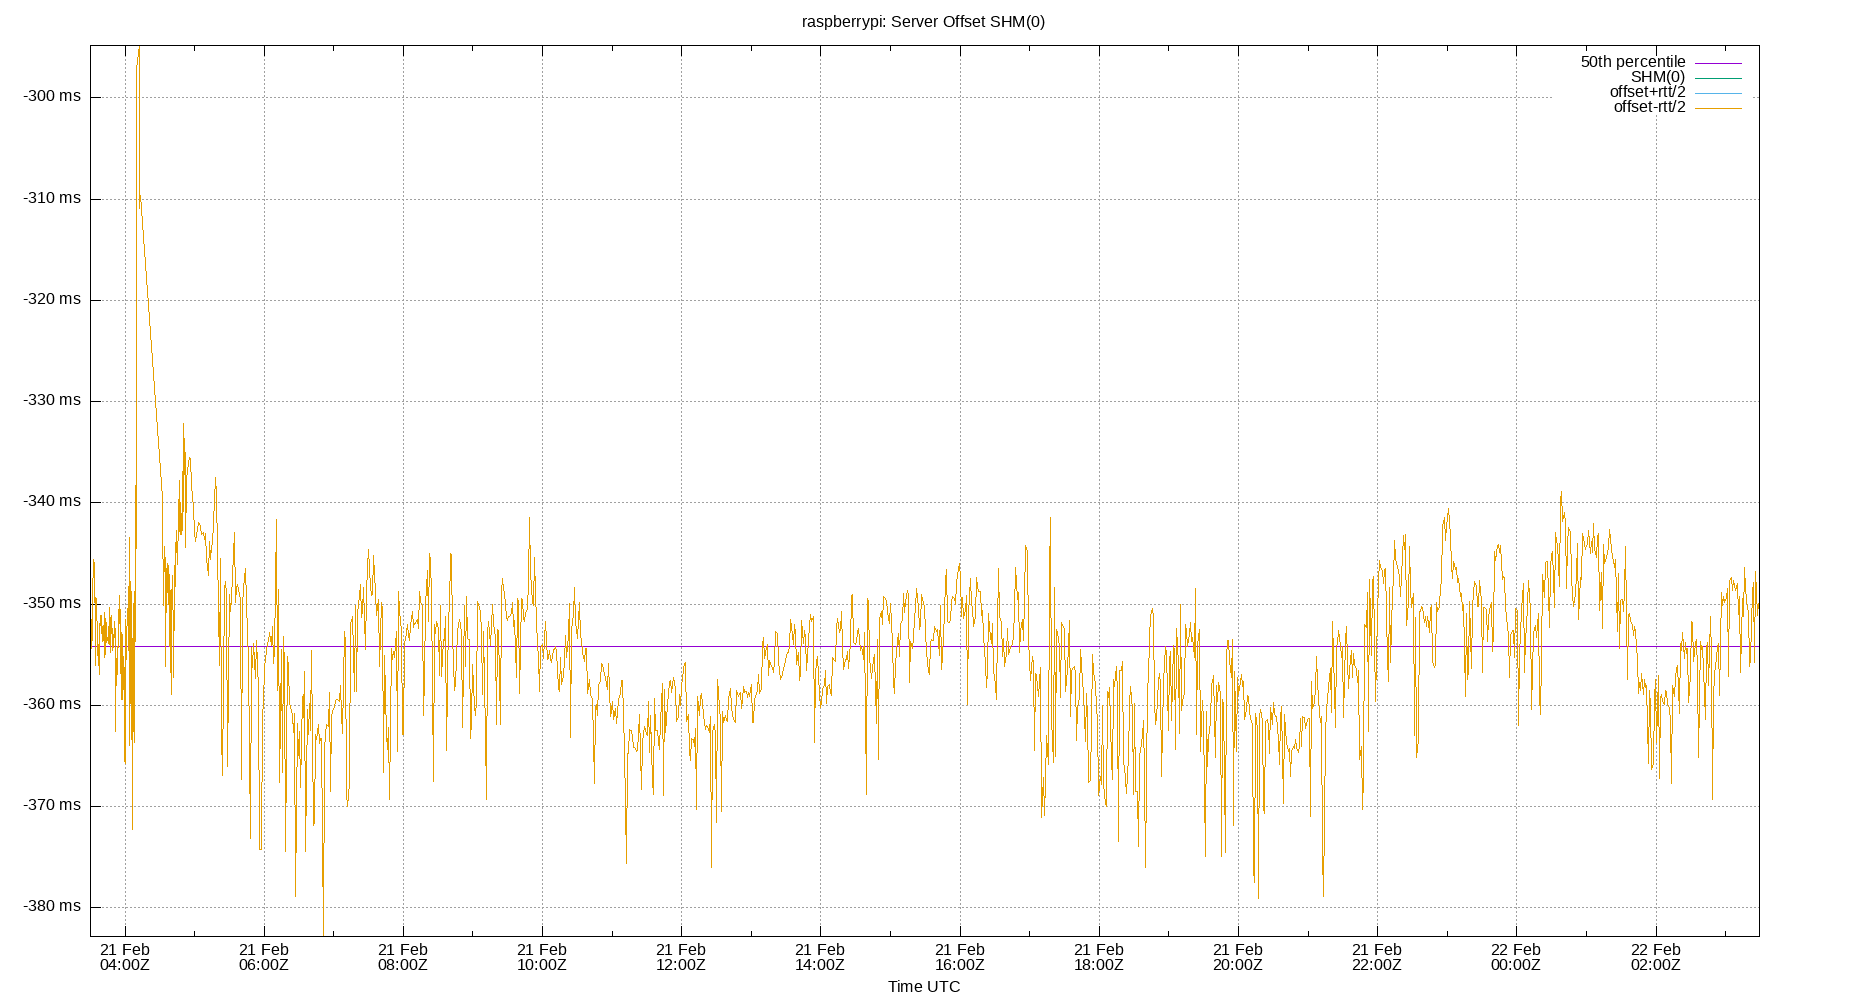 raspberrypi: Server Offset SHM(0)
50th percentile
SHM(0)
offset+rtt/2
offset-rtt/2
-300 ms
-310 ms
-320 ms
-330 ms
-340 ms
-350 ms
-360 ms
-370 ms
-380 ms
21 Feb 21 Feb 21 Feb 21 Feb 21 Feb 21 Feb 21 Feb 21 Feb 21 Feb 21 Feb 22 Feb 22 Feb
04:00Z 06:00Z 08:00Z 10:00Z 12:00Z 14:00Z 16:00Z 18:00Z 20:00Z 22:00Z 00:00Z 02:00Z
Time UTC